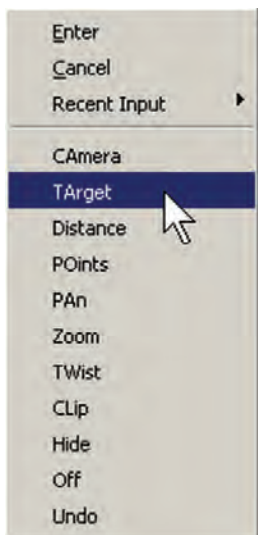 Enter
Cancel
Recent Input
CAmera
TArget
Distance
POints
PAn
Zoom
TWist
CLip
Hide
Off
Undo